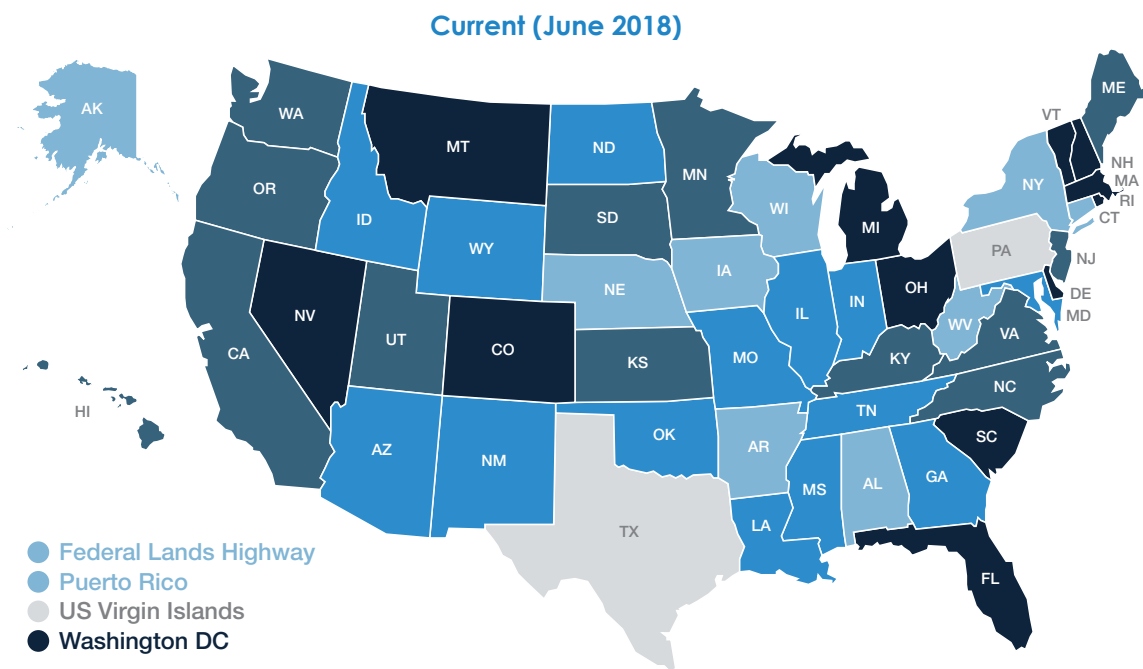 Current (June 2018)
AK
WA
MT
ND
MN
ME
VT
NH
MA
RI
CT
OR
ID
SD
WI
NY
MI
WY
PA
NJ
IA
NE
OH
DE
MD
NV
UT
CO
IL
IN
WV
VA
CA
KS
MO
KY
NC
HI
TN
AZ
NM
OK
AR
SC
MS
AL
GA
TX
LA
FL
Federal Lands Highway
Puerto Rico
US Virgin Islands
Washington DC